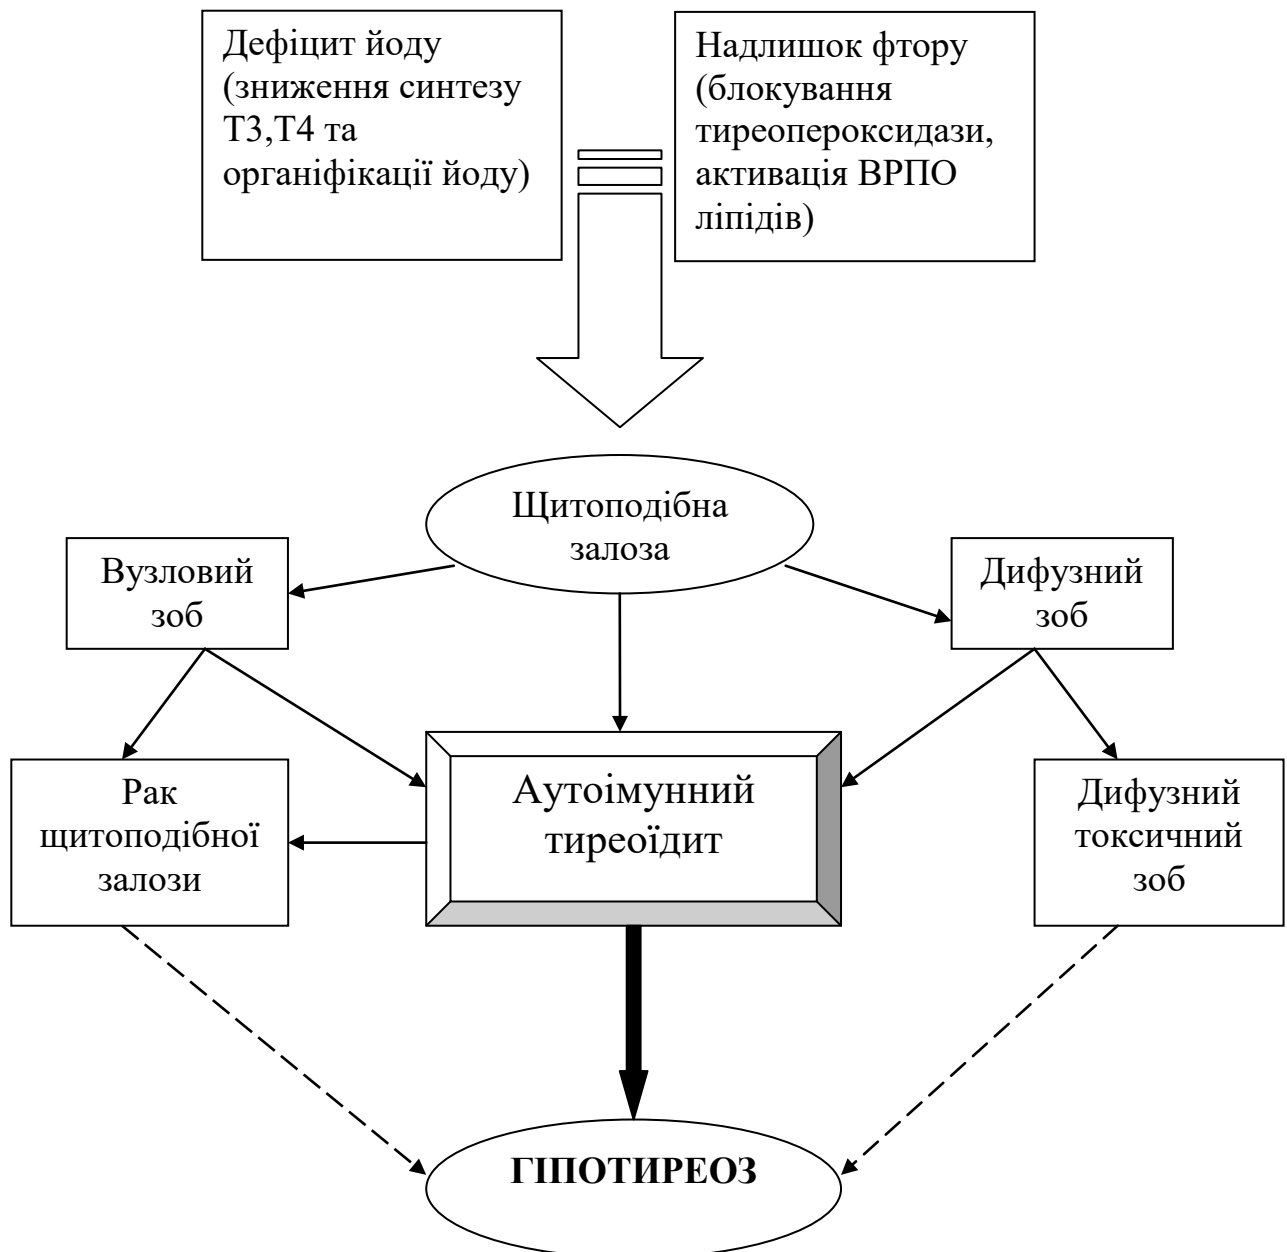 Дефіцит йоду
(зниження синтезу
Т3,Т4 та
органіфікації йоду)
Надлишок фтору
(блокування
тиреопероксидази,
активація ВРПО
ліпідів)
Щитоподібна
залоза
Вузловий
зоб
Дифузний
зоб
Рак
щитоподібної
залози
Аутоімунний
тиреоїдит
Дифузний
токсичний
зоб
ГІПОТИРЕОЗ